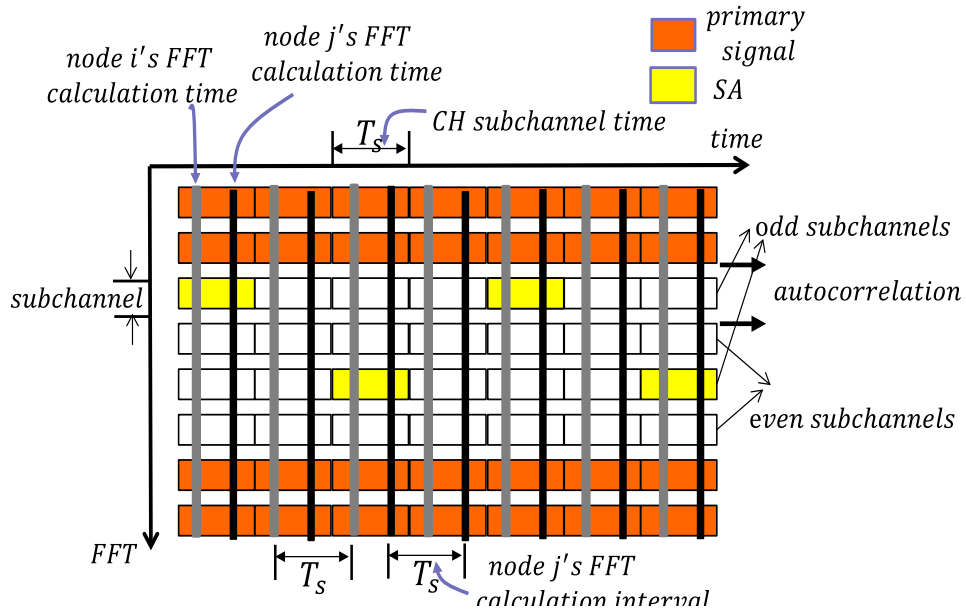 primary
signal
SA
node i's FFT
calculation time
node j's FFT
calculation time
T_s
CH subchannel time
time
subchannel
odd subchannels
autocorrelation
even subchannels
FFT
T_s
T_s
node j's FFT
calculation interval